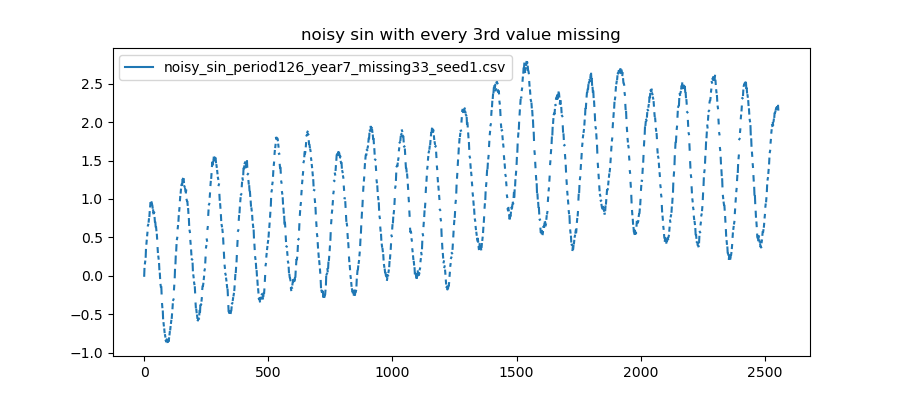 noisy sin with every 3rd value missing
noisy_sin_period126_year7_missing33_seed1.csv
2.5
2.0
1.5
1.0
0.5
0.0
−0.5
−1.0
0 500 1000 1500 2000 2500